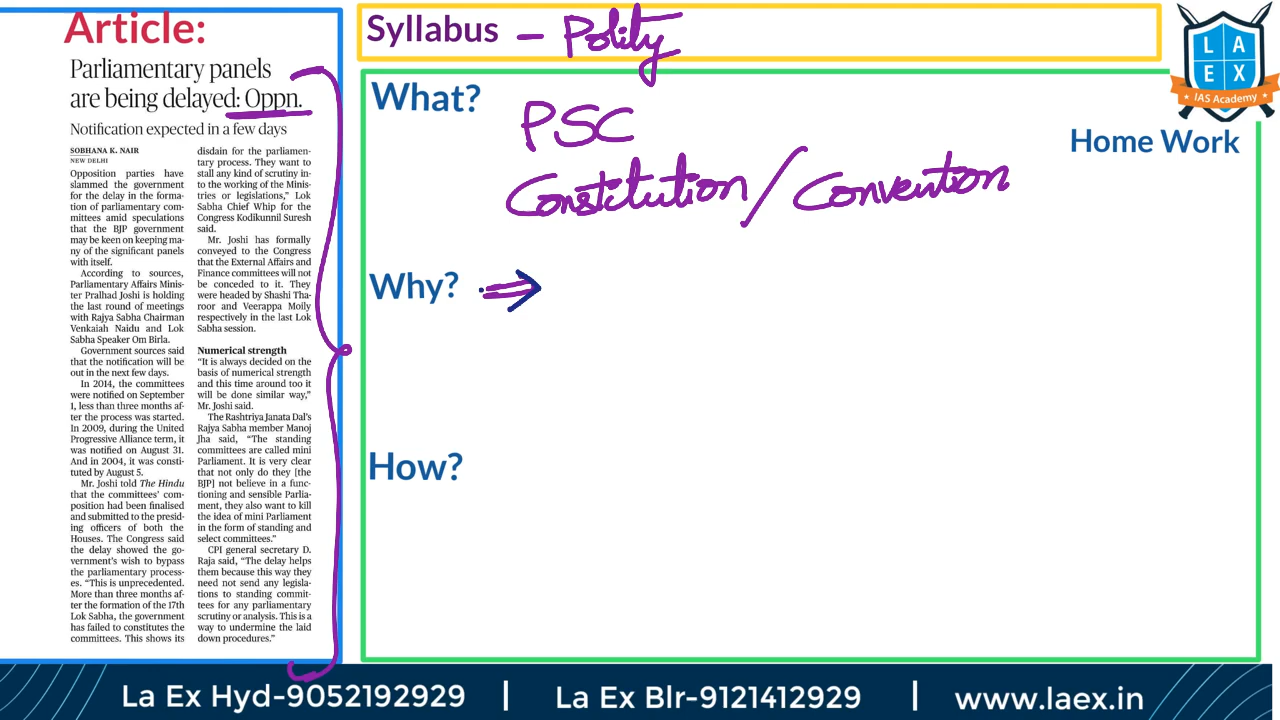 Article:
Parliamentary panels
are being delayed: Oppn.
Notification expected in a few days
SOBHANA K. NAIR
NEW DELHI
Opposition parties have
slammed the government
for the delay in the forma-
tion of parliamentary com-
mittees amid speculations
that the BJP government
may be keen on keeping ma-
ny of the significant panels
with itself.
According to sources,
Parliamentary Affairs Minis-
ter Pralhad Joshi is holding
the last round of meetings
with Rajya Sabha Chairman
Venkaiah Naidu and Lok
Sabha Speaker Om Birla.
Government sources said
that the notification will be
out in the next few days.
In 2014, the committees
were notified on September
1, less than three months af-
ter the process was started.
In 2009, during the United
Progressive Alliance term, it
was notified on August 31.
And in 2004, it was consti-
tuted by August 5.
Mr. Joshi told The Hindu
that the committees' com-
position had been finalised
and submitted to the presid-
ing officers of both the
Houses. The Congress said
the delay showed the go-
vernment's wish to bypass
the parliamentary process-
es. "This is unprecedented.
More than three months af-
ter the formation of the 17th
Lok Sabha, the government
has failed to constitutes the
committees. This shows its
disdain for the parliamen-
tary process. They want to
stall any kind of scrutiny in-
to the working of the Minis-
tries or legislations," Lok
Sabha Chief Whip for the
Congress Kodikunnil Suresh
said.
Mr. Joshi has formally
conveyed to the Congress
that the External Affairs and
Finance committees will not
be conceded to it. They
were headed by Shashi Tha-
roor and Veerappa Moily
respectively in the last Lok
Sabha session.
Numerical strength
"It is always decided on the
basis of numerical strength
and this time around too it
will be done similar way,"
Mr. Joshi said.
The Rashtriya Janata Dal's
Rajya Sabha member Manoj
Jha said, "The standing
committees are called mini
Parliament. It is very clear
that not only do they [the
BJP] not believe in a func-
tioning and sensible Parlia-
ment, they also want to kill
the idea of mini Parliament
in the form of standing and
select committees."
CPI general secretary D.
Raja said, "The delay helps
them because this way they
need not send any legisla-
tions to standing commit-
tees for any parliamentary
scrutiny or analysis. This is a
way to undermine the laid
down procedures."
Syllabus - Polity
What?
PSC
Constitution/Convention
Why?
How?
L A
E X
IAS Academy
Home Work
La Ex Hyd-9052192929 | La Ex Blr-9121412929 | www.laex.in